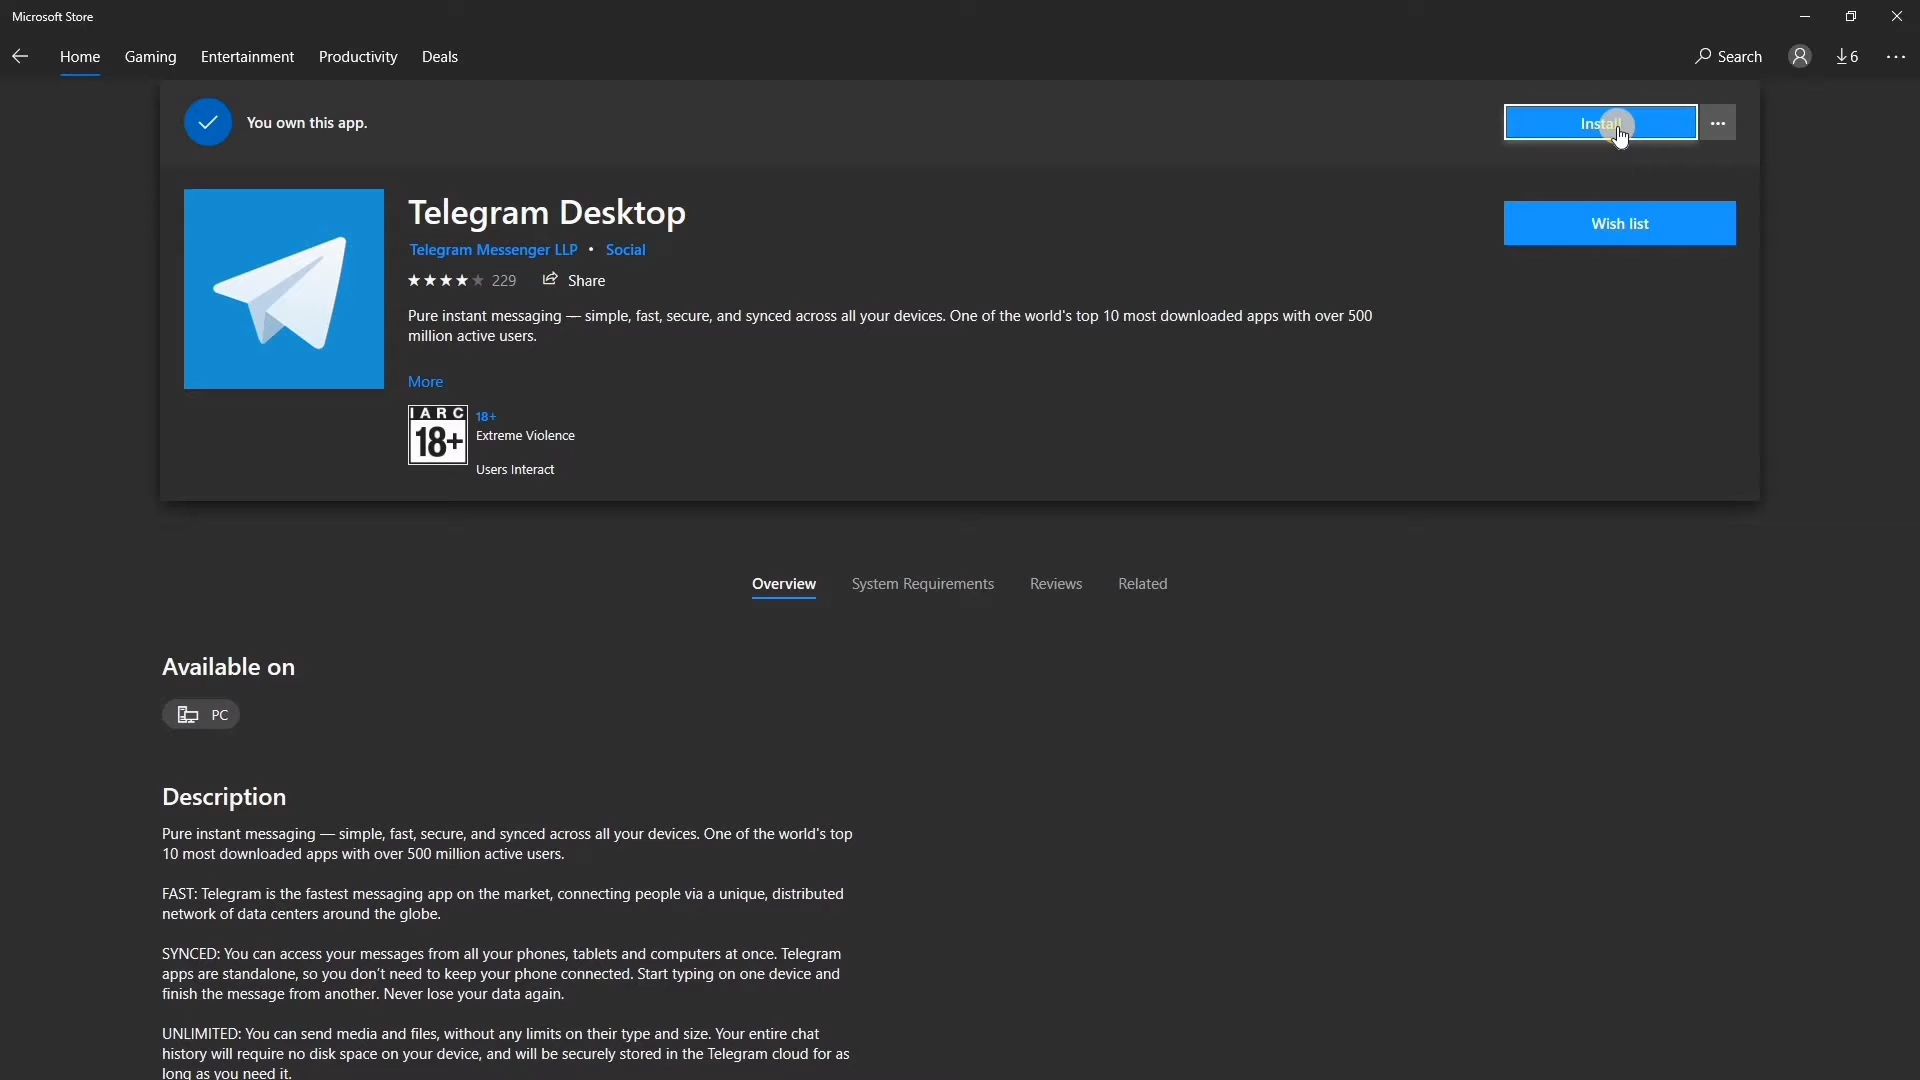 Microsoft Store
Home Gaming Entertainment Productivity Deals Search 6
You own this app. Install
Telegram Desktop
Wish list
Telegram Messenger LLP • Social
229 Share
Pure instant messaging — simple, fast, secure, and synced across all your devices. One of the world's top 10 most downloaded apps with over 500
million active users.
More
IARC
18+
18+
Extreme Violence
Users Interact
Overview System Requirements Reviews Related
Available on
PC
Description
Pure instant messaging — simple, fast, secure, and synced across all your devices. One of the world's top
10 most downloaded apps with over 500 million active users.
FAST: Telegram is the fastest messaging app on the market, connecting people via a unique, distributed
network of data centers around the globe.
SYNCED: You can access your messages from all your phones, tablets and computers at once. Telegram
apps are standalone, so you don't need to keep your phone connected. Start typing on one device and
finish the message from another. Never lose your data again.
UNLIMITED: You can send media and files, without any limits on their type and size. Your entire chat
history will require no disk space on your device, and will be securely stored in the Telegram cloud for as
long as you need it.